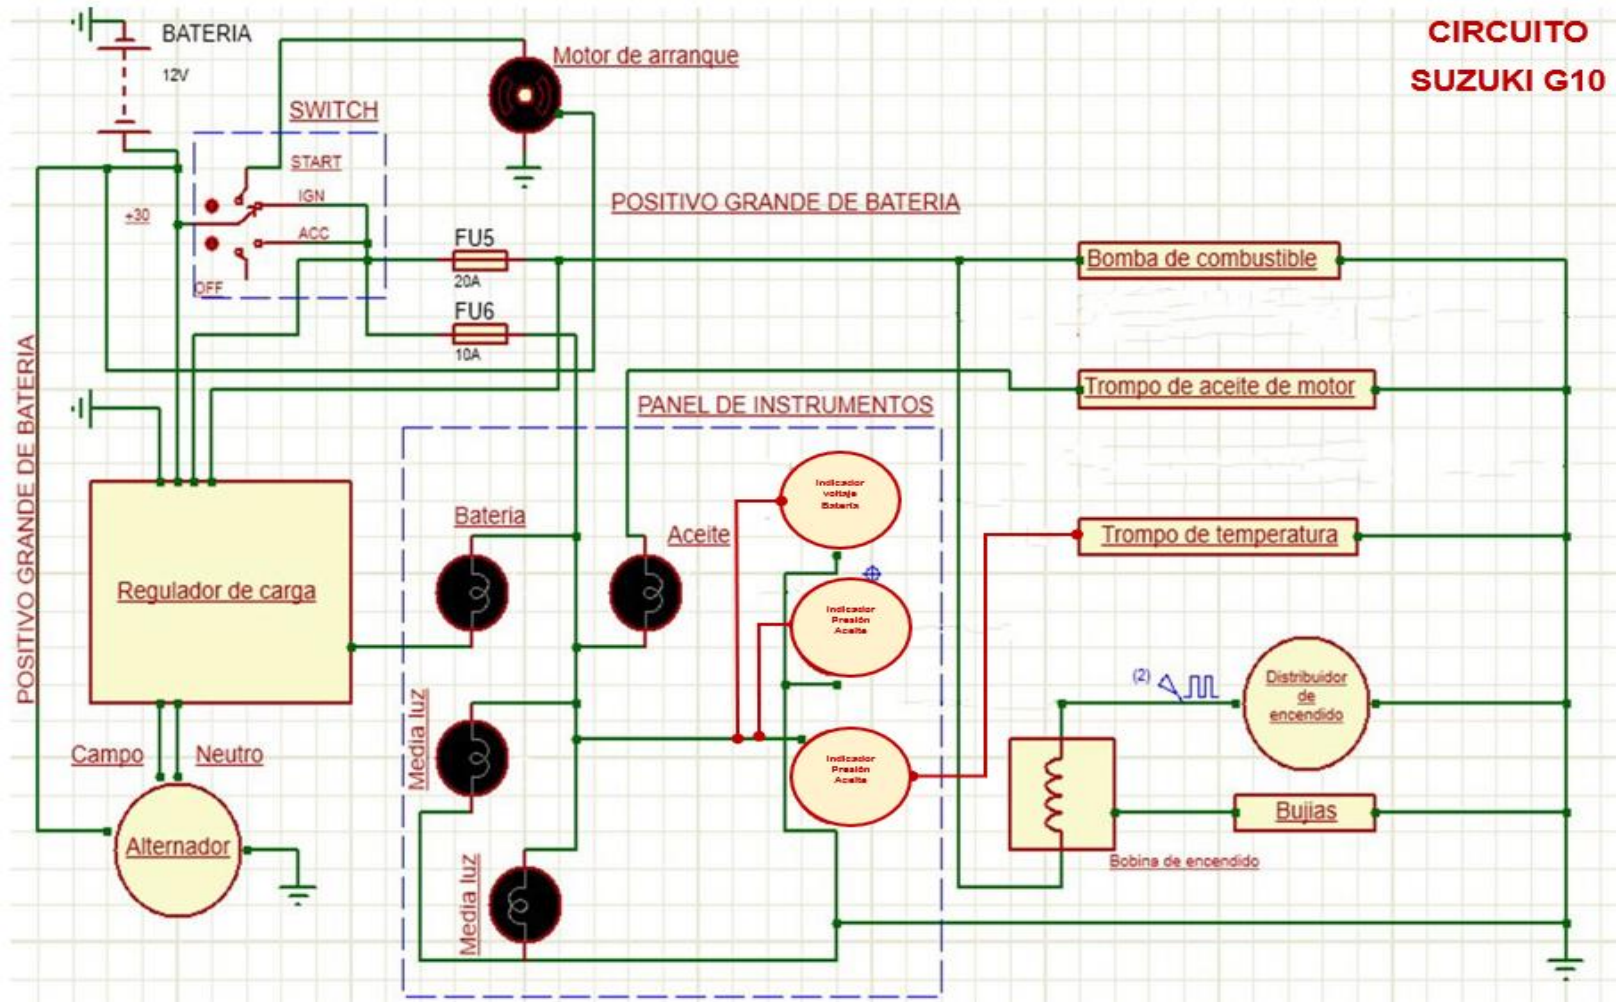 CIRCUITO
SUZUKI G10
BATERIA
12V
Motor de arranque
SWITCH
START
IGN
+30
ACC
OFF
POSITIVO GRANDE DE BATERIA
FU5
20A
FU6
10A
Bomba de combustible
Trompo de aceite de motor
PANEL DE INSTRUMENTOS
POSITIVO GRANDE DE BATERIA
Indicador
voltaje
Bateria
Bateria
Aceite
Trompo de temperatura
Regulador de carga
Indicador
Presión
Aceite
(2)
Distribuidor
de
encendido
Media luz
Campo
Neutro
Indicador
Presión
Aceite
Bujias
Alternador
Bobina de encendido
Media luz